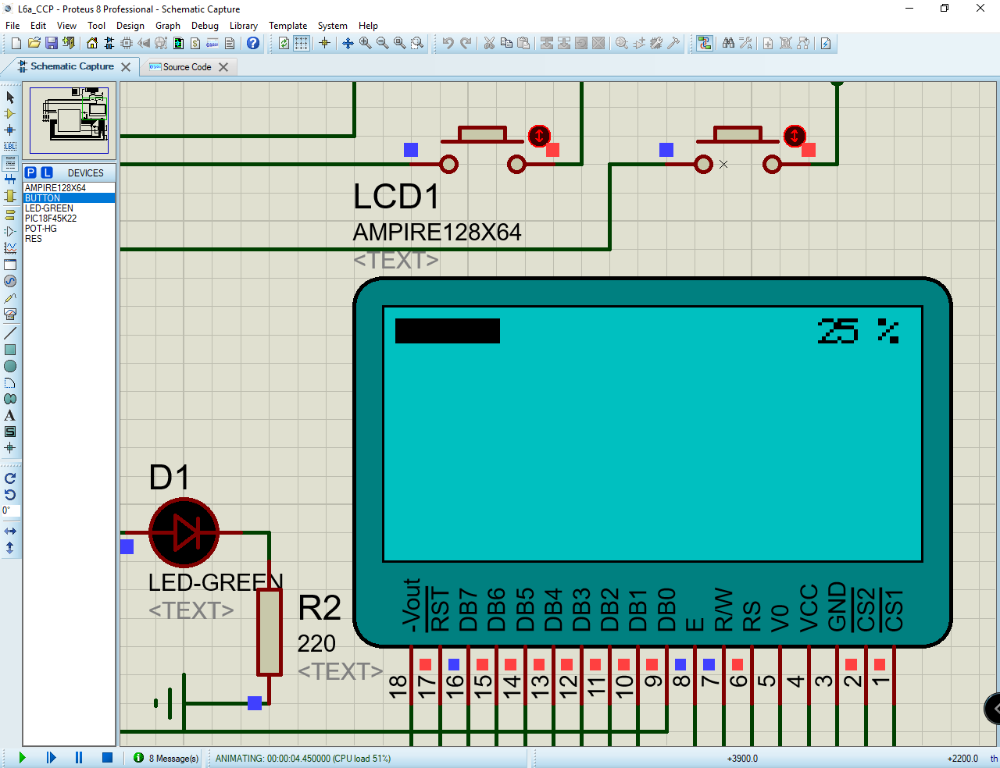 L6a_CCP - Proteus 8 Professional - Schematic Capture
File Edit View Tool Design Graph Debug Library Template System Help
Schematic Capture
Source Code
P L DEVICES
AMPIRE128X64
BUTTON
LED-GREEN
PIC18F45K22
POT-HG
RES
LBL
A
S
0°
LCD1
AMPIRE128X64
<TEXT>
25 %
D1
LED-GREEN
<TEXT>
R2
220
<TEXT>
-Vout
RST
DB7
DB6
DB5
DB4
DB3
DB2
DB1
DB0
E
R/W
RS
V0
VCC
GND
CS2
CS1
18
17
16
15
14
13
12
11
10
9
8
7
6
5
4
3
2
1
8 Message(s)
ANIMATING: 00:00:04.450000 (CPU load 51%)
+3900.0
+2200.0
th